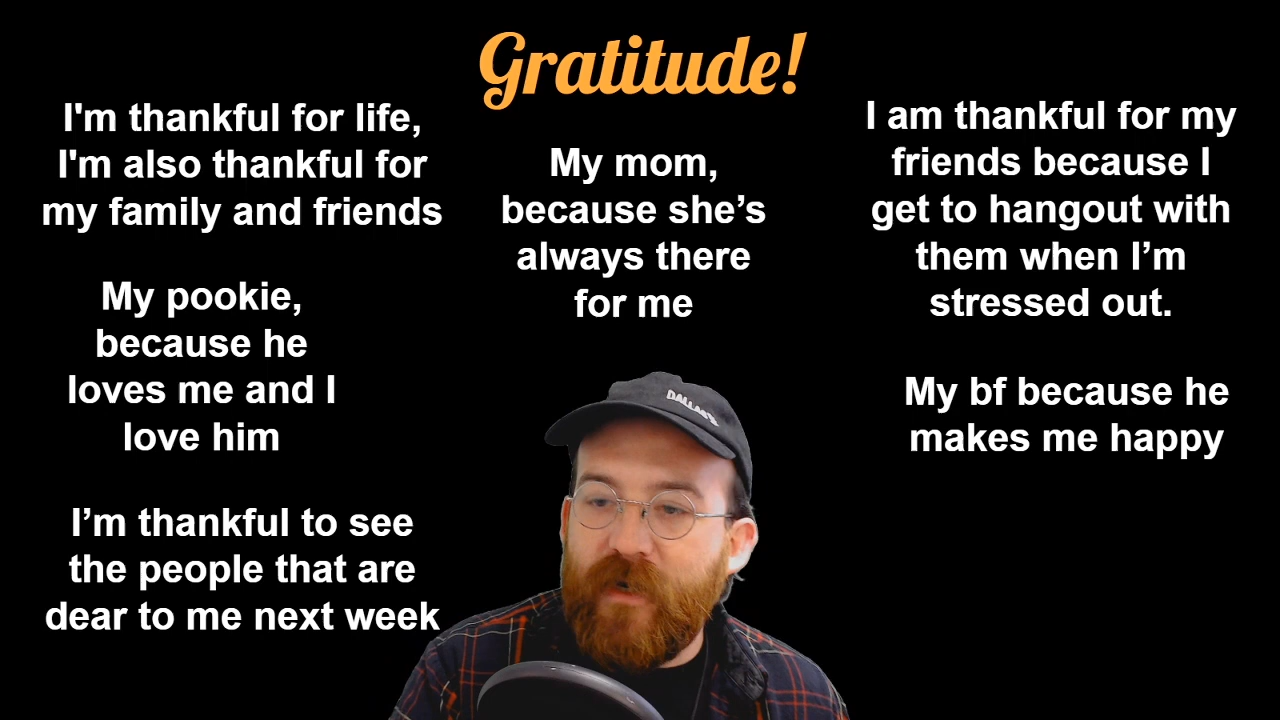 Gratitude!
I'm thankful for life,
I'm also thankful for
my family and friends
My pookie,
because he
loves me and I
love him
I’m thankful to see
the people that are
dear to me next week
My mom,
because she’s
always there
for me
I am thankful for my
friends because I
get to hangout with
them when I’m
stressed out.
My bf because he
makes me happy